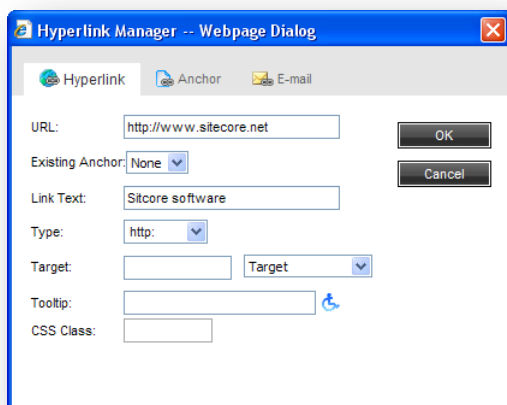 Hyperlink Manager -- Webpage Dialog
Hyperlink Anchor E-mail
URL: http://www.sitecore.net OK
Existing Anchor: None Cancel
Link Text: Sitcore software
Type: http:
Target: Target
Tooltip:
CSS Class: